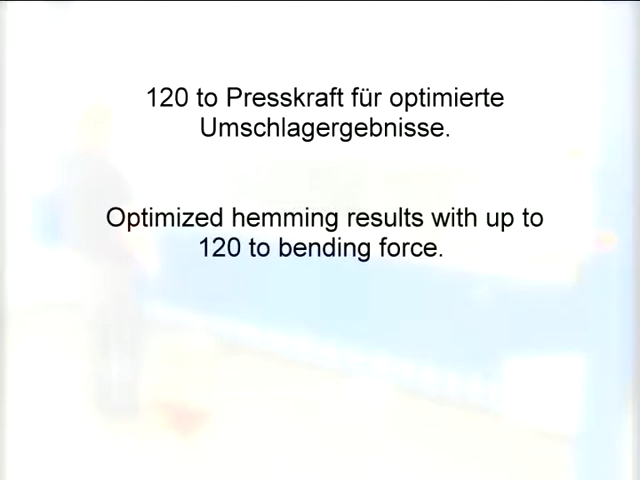 120 to Presskraft für optimierte
Umschlagergebnisse.
Optimized hemming results with up to
120 to bending force.